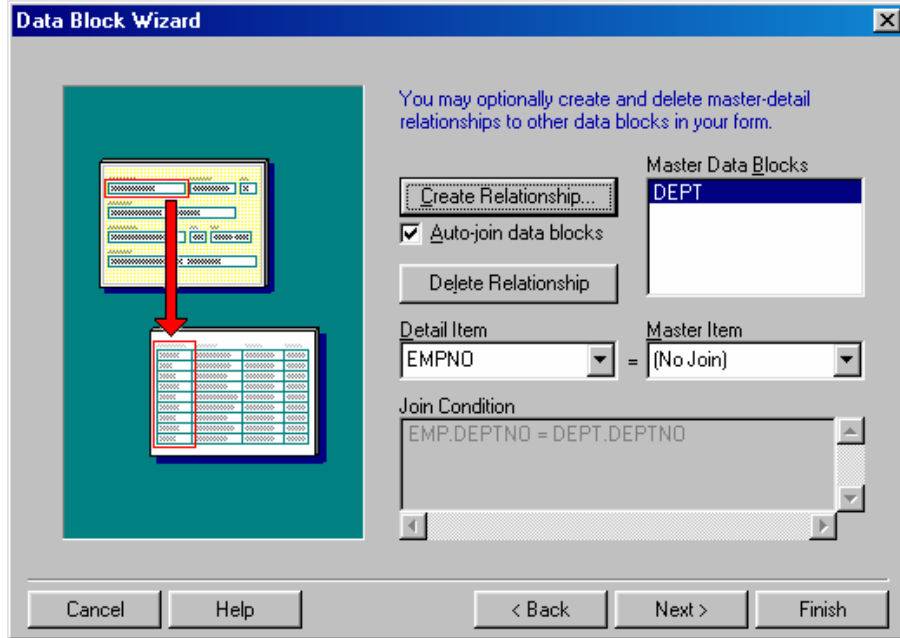 Data Block Wizard
You may optionally create and delete master-detail
relationships to other data blocks in your form.
Master Data Blocks
Create Relationship...
DEPT
Auto-join data blocks
Delete Relationship
Detail Item
Master Item
EMPNO
=
(No Join)
Join Condition
EMP.DEPTNO = DEPT.DEPTNO
Cancel
Help
< Back
Next >
Finish